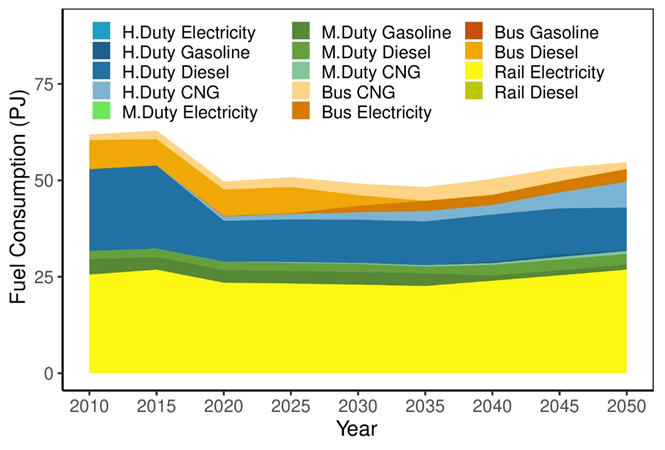 H.Duty Electricity
H.Duty Gasoline
H.Duty Diesel
H.Duty CNG
M.Duty Electricity
M.Duty Gasoline
M.Duty Diesel
M.Duty CNG
Bus CNG
Bus Electricity
Bus Gasoline
Bus Diesel
Rail Electricity
Rail Diesel
Fuel Consumption (PJ)
75
50
25
0
2010 2015 2020 2025 2030 2035 2040 2045 2050
Year